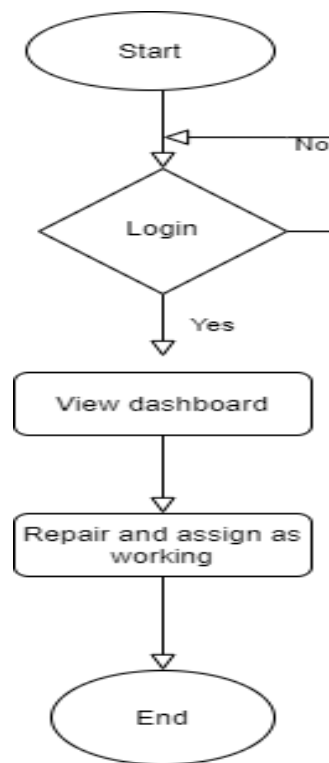 Start
No
Login
Yes
View dashboard
Repair and assign as
working
End